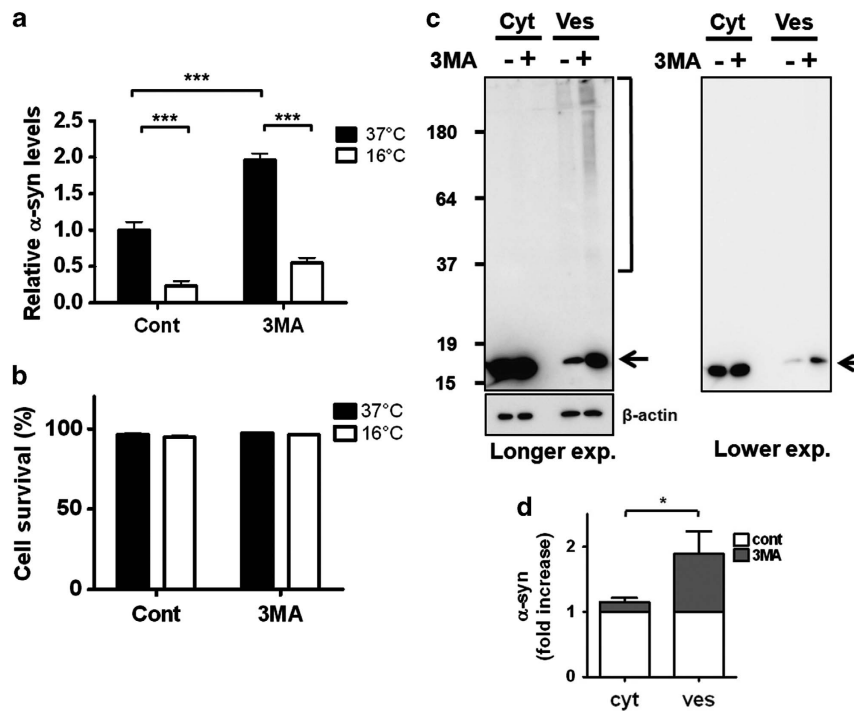 a
***
***
***
37°C
16°C
Relative α-syn levels
2.5
2.0
1.5
1.0
0.5
0.0
Cont
3MA
b
37°C
16°C
Cell survival (%)
100
50
0
Cont
3MA
c
Cyt
Ves
3MA
- +
- +
180
64
37
19
15
β-actin
Longer exp.
Cyt
Ves
3MA
- +
- +
Lower exp.
d
*
cont
3MA
α-syn
(fold increase)
2
1
0
cyt
ves